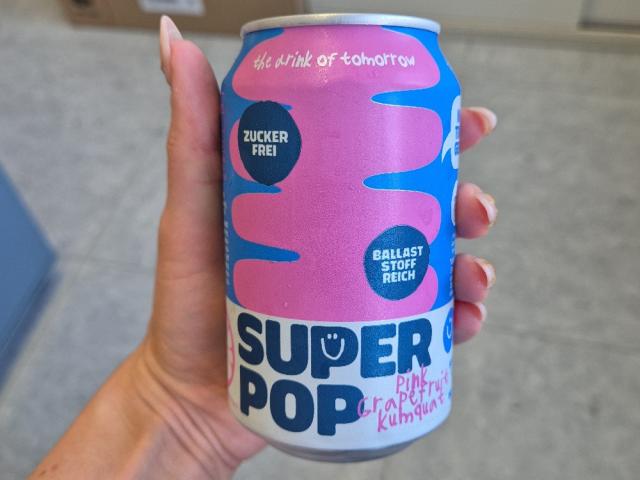 the drink of tomorrow
ZUCKER
FREI
BALLAST
STOFF
REICH
SUPER
POP
Pink
Grapefruit
Kumquat